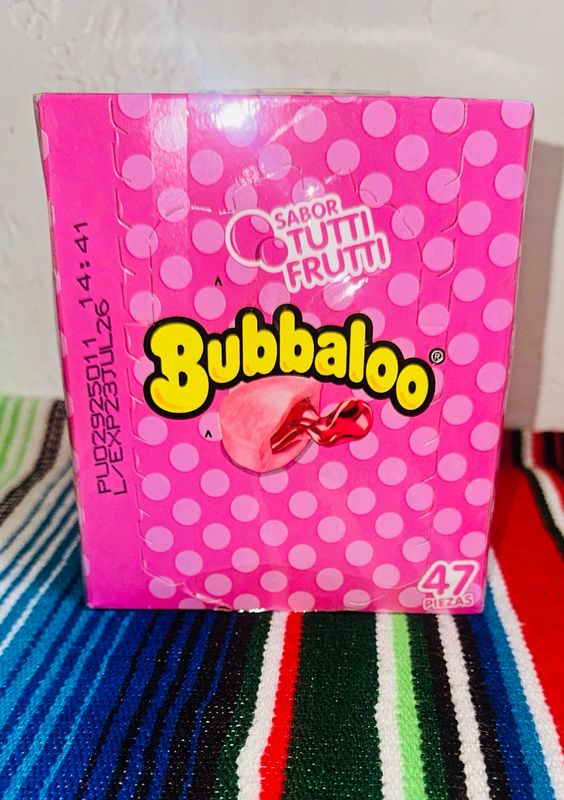 SABOR
TUTTI
FRUTTI
Bubbaloo®
47
PIEZAS
PUO2925011 14:41
L/EXP23JUL26